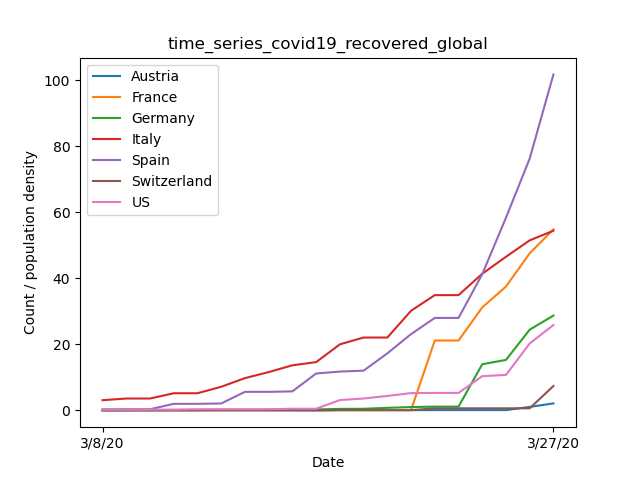 time_series_covid19_recovered_global
Austria
France
Germany
Italy
Spain
Switzerland
US
100
80
60
40
20
0
Count / population density
3/8/20
3/27/20
Date